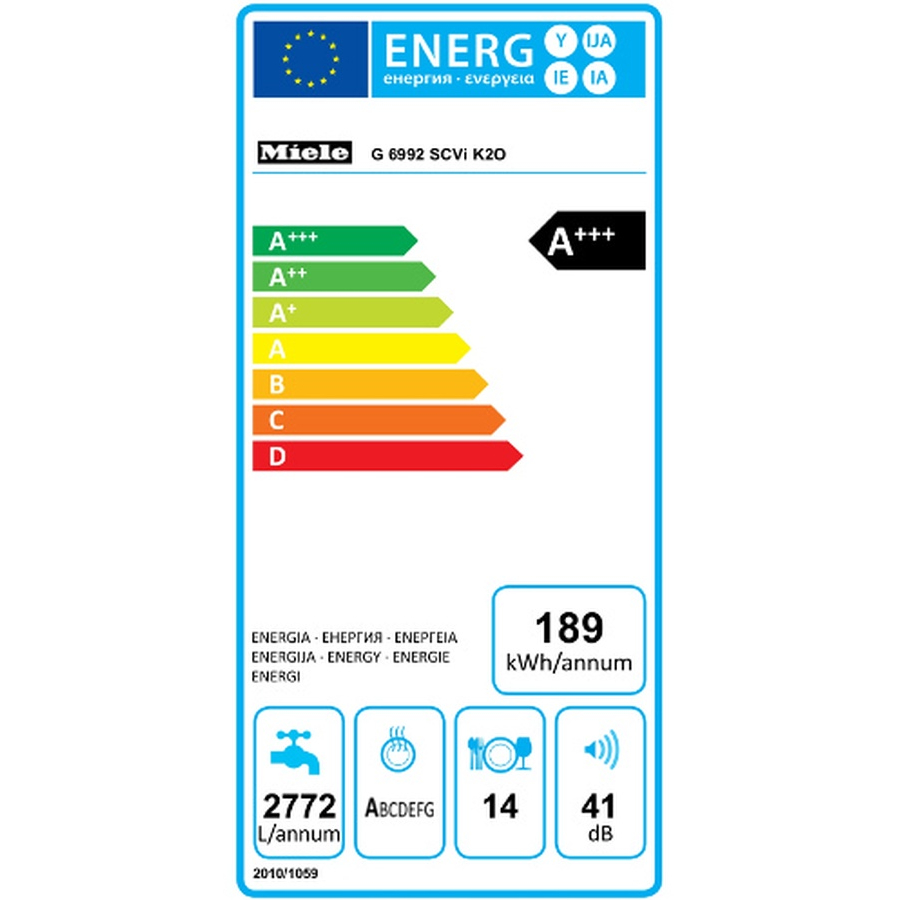 ENERG Y IJA
енергия · ενεργεια IE IA
Miele G 6992 SCVi K2O
A+++ A+++
A++
A+
A
B
C
D
189
kWh/annum
ENERGIA · ЕНЕРГИЯ · ΕΝΕΡΓΕΙΑ
ENERGIJA · ENERGY · ENERGIE
ENERGI
2772
L/annum
ABCDEFG
14
41
dB
2010/1059